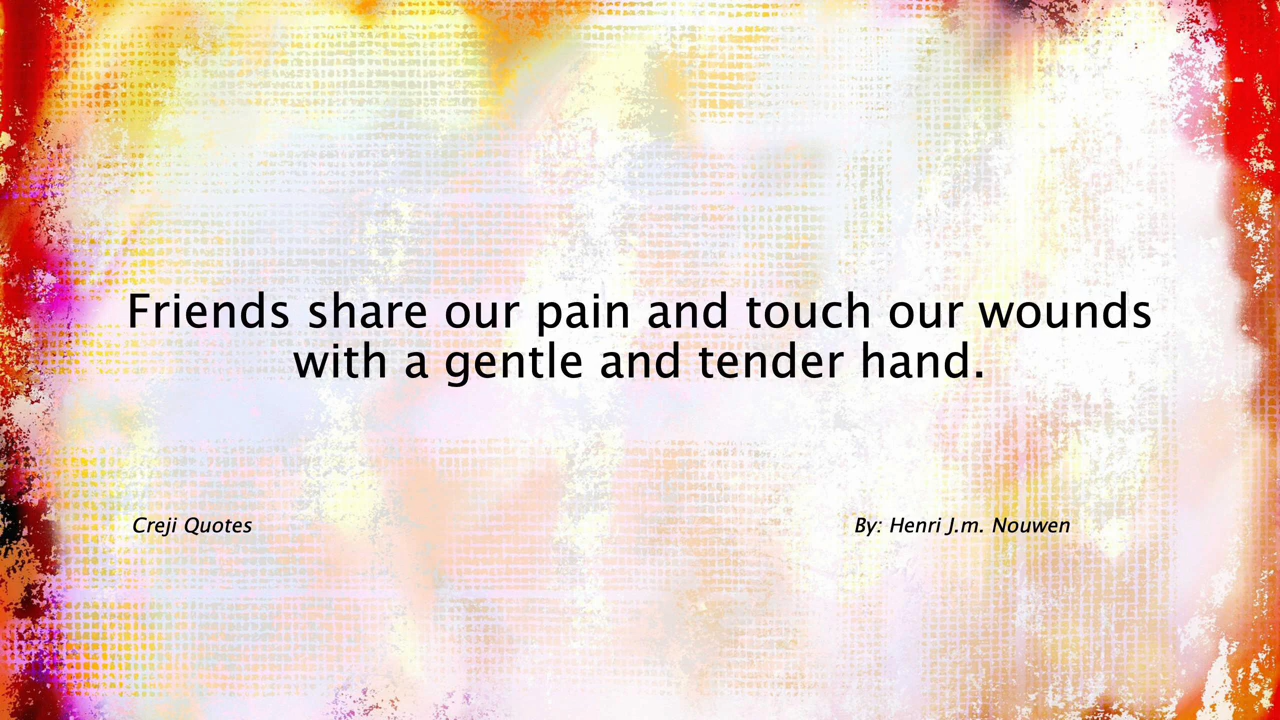 Friends share our pain and touch our wounds
with a gentle and tender hand.
Creji Quotes
By: Henri J.m. Nouwen